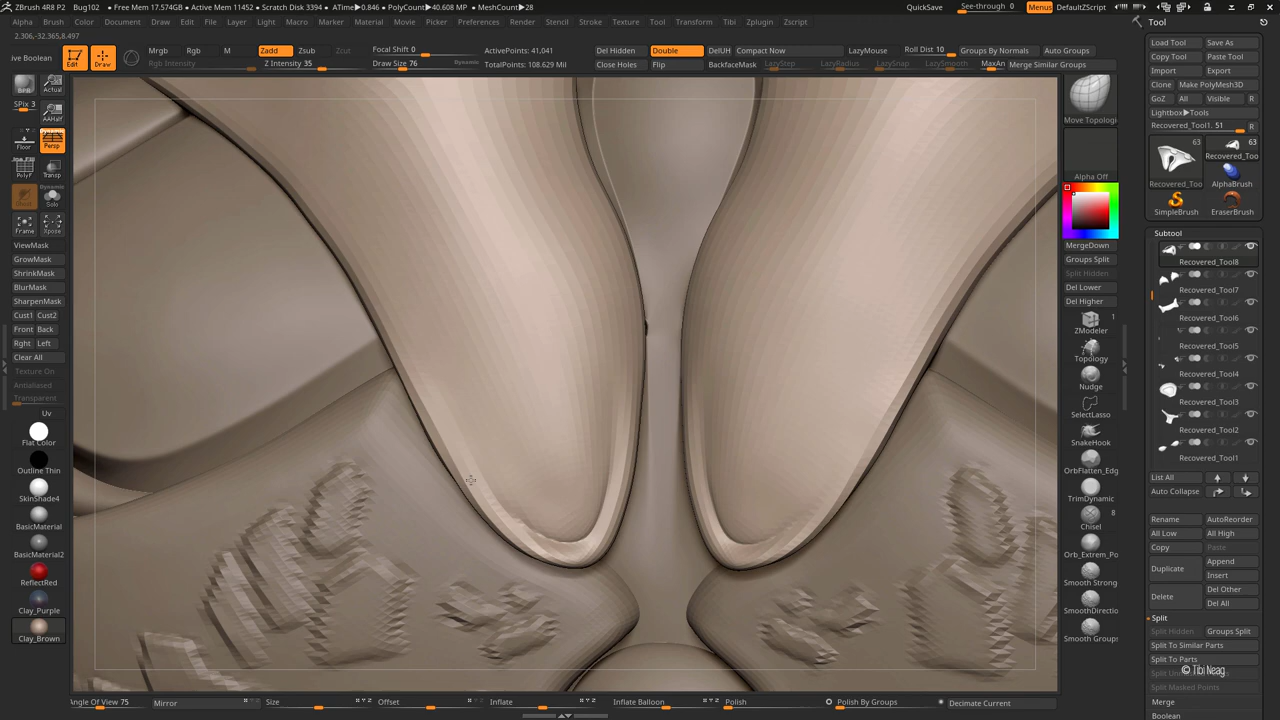 ZBrush 4R8 P2 Bug102 ● Free Mem 17.574GB ● Active Mem 11452 ● Scratch Disk 3394 ● ATime▶0.846 ● PolyCount▶40.608 MP ● MeshCount▶28 QuickSave See-through 0 Menus DefaultZScript
Alpha Brush Color Document Draw Edit File Layer Light Macro Marker Material Movie Picker Preferences Render Stencil Stroke Texture Tool Transform Tibi Zplugin Zscript Tool
2.306,-32.365,8.497
ive Boolean Edit Draw Mrgb Rgb M Zadd Zsub Zcut Focal Shift 0 ActivePoints: 41,041 Del Hidden Double DelUH Compact Now LazyMouse Roll Dist 10 Groups By Normals Auto Groups
Rgb Intensity Z Intensity 35 Draw Size 76 Dynamic TotalPoints: 108.629 Mil Close Holes Flip BackfaceMask LazyStep LazyRadius LazySnap LazySmooth MaxAn Merge Similar Groups
BPR
Actual
SPix 3
AAHalf
Floor
Dynamic
Persp
PolyF
Transp
Ghost
Dynamic
Solo
Frame
Xpose
ViewMask
GrowMask
ShrinkMask
BlurMask
SharpenMask
Cust1 Cust2
Front Back
Rght Left
Clear All
Texture On
Antialiased
Transparent
Uv
Flat Color
Outline Thin
SkinShade4
BasicMaterial
BasicMaterial2
ReflectRed
Clay_Purple
Clay_Brown
Angle Of View 75 Mirror Size Offset Inflate Inflate Balloon Polish Polish By Groups Decimate Current
Move Topologi
Alpha Off
MergeDown
Groups Split
Split Hidden
Del Lower
Del Higher
1
ZModeler
Topology
Nudge
SelectLasso
SnakeHook
OrbFlatten_Edg
TrimDynamic
8
Chisel
Orb_Extrem_Po
Smooth Strong
SmoothDirectio
Smooth Groups
Load Tool Save As
Copy Tool Paste Tool
Import Export
Clone Make PolyMesh3D
GoZ All Visible R
Lightbox▶Tools
Recovered_Tool1. 51 R
63 63
Recovered_Too
Recovered_Too AlphaBrush
SimpleBrush EraserBrush
Subtool
Recovered_Tool8
Recovered_Tool7
Recovered_Tool6
Recovered_Tool5
Recovered_Tool4
Recovered_Tool3
Recovered_Tool2
Recovered_Tool1
List All
Auto Collapse
Rename AutoReorder
All Low All High
Copy Paste
Duplicate Append
Insert
Delete Del Other
Del All
Split
Split Hidden Groups Split
Split To Similar Parts
Split To Parts
© Tibi Neag
Split Masked Points
Merge
Boolean